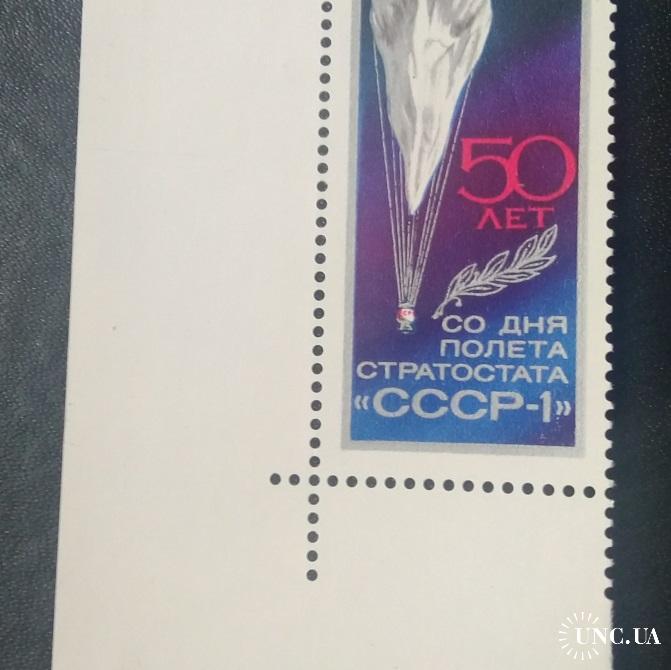 50
ЛЕТ
СО ДНЯ
ПОЛЕТА
СТРАТОСТАТА
«СССР-1»
UNC.UA